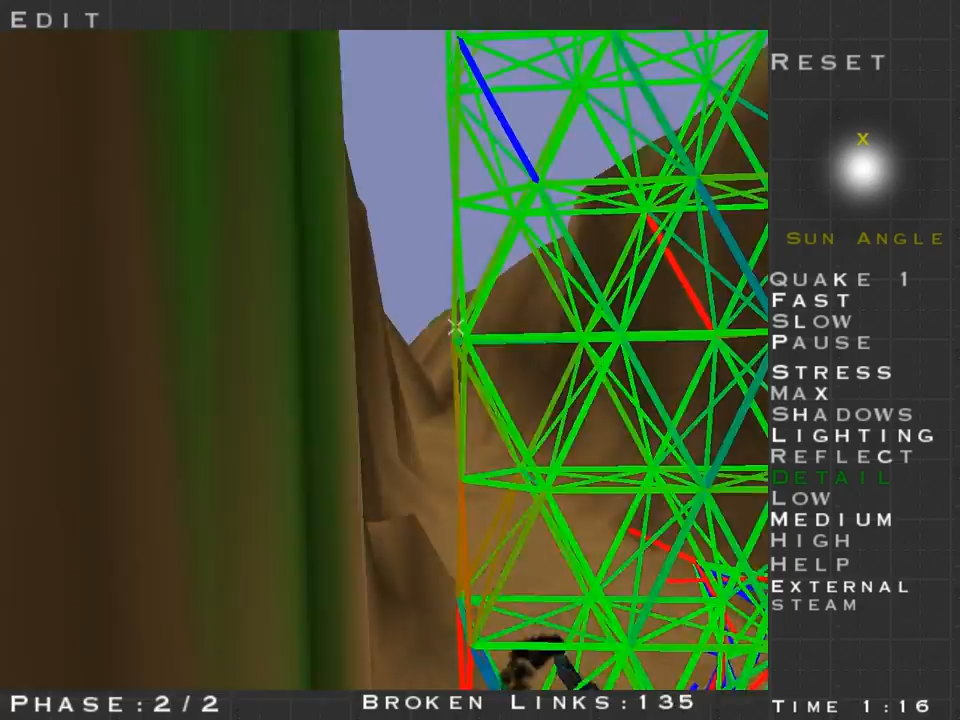 EDIT
RESET
X
SUN ANGLE
QUAKE 1
FAST
SLOW
PAUSE
STRESS
MAX
SHADOWS
LIGHTING
REFLECT
DETAIL
LOW
MEDIUM
HIGH
HELP
EXTERNAL
STEAM
PHASE:2/2
BROKEN LINKS:135
TIME 1:16